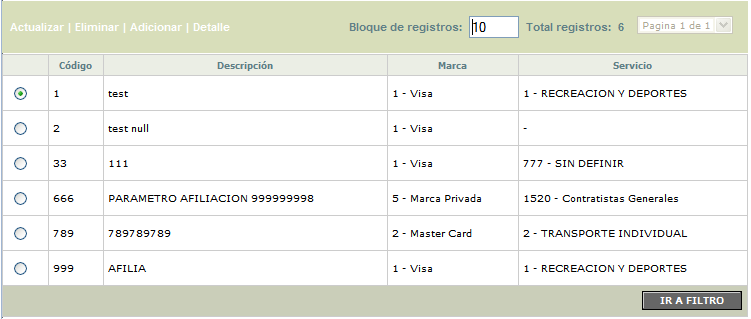 Actualizar | Eliminar | Adicionar | Detalle Bloque de registros: 10 Total registros: 6 Pagina 1 de 1
Código Descripción Marca Servicio
1 test 1 - Visa 1 - RECREACION Y DEPORTES
2 test null 1 - Visa -
33 111 1 - Visa 777 - SIN DEFINIR
666 PARAMETRO AFILIACION 999999998 5 - Marca Privada 1520 - Contratistas Generales
789 789789789 2 - Master Card 2 - TRANSPORTE INDIVIDUAL
999 AFILIA 1 - Visa 1 - RECREACION Y DEPORTES
IR A FILTRO